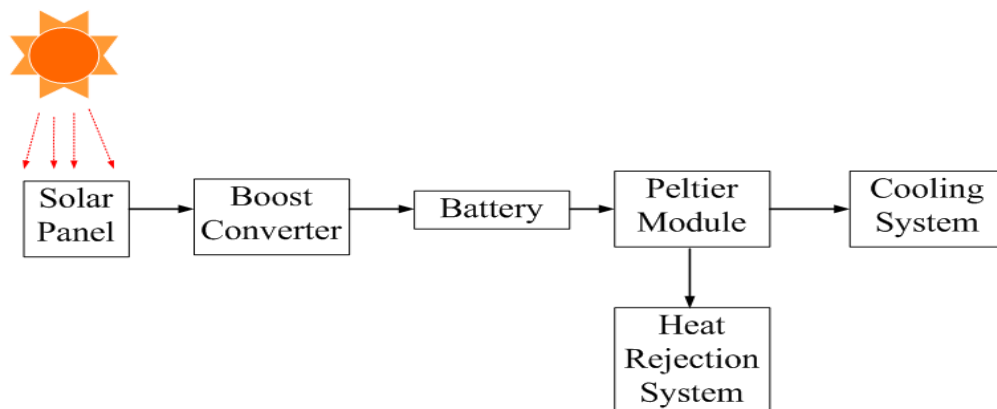 Solar
Panel
Boost
Converter
Battery
Peltier
Module
Cooling
System
Heat
Rejection
System